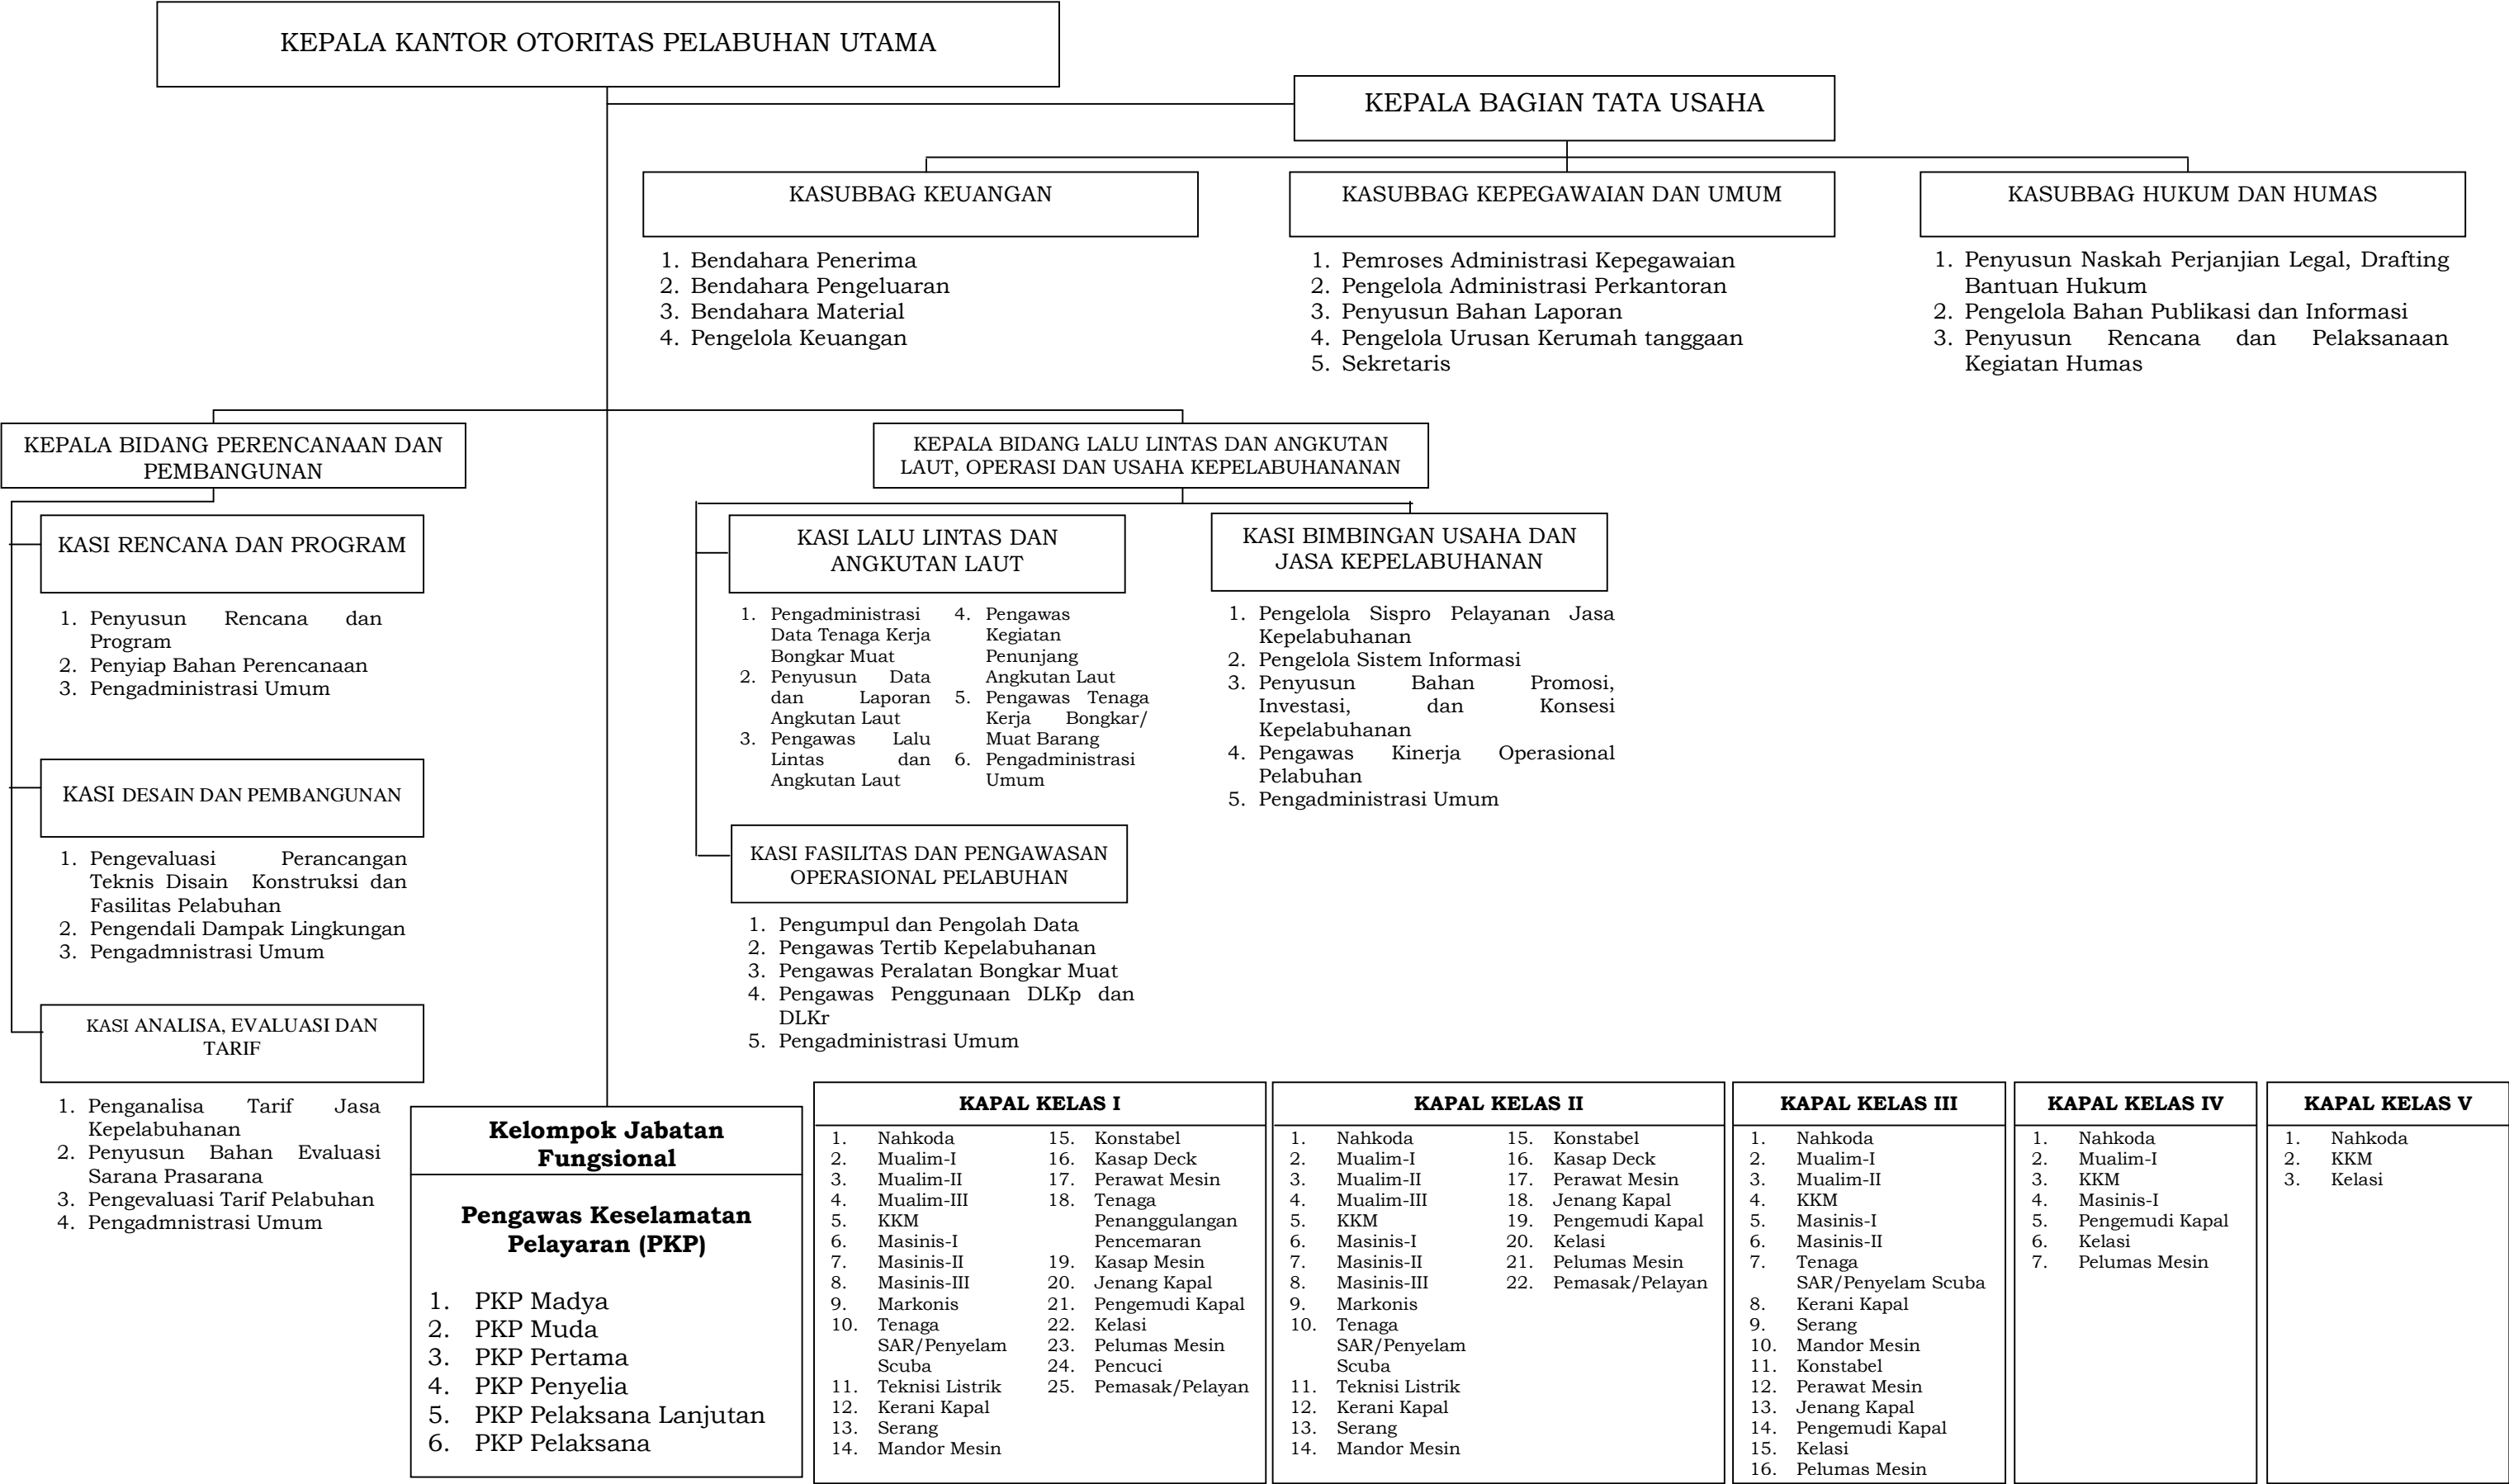 KEPALA KANTOR OTORITAS PELABUHAN UTAMA
KEPALA BAGIAN TATA USAHA
KASUBBAG KEUANGAN
1. Bendahara Penerima
2. Bendahara Pengeluaran
3. Bendahara Material
4. Pengelola Keuangan
KASUBBAG KEPEGAWAIAN DAN UMUM
1. Pemroses Administrasi Kepegawaian
2. Pengelola Administrasi Perkantoran
3. Penyusun Bahan Laporan
4. Pengelola Urusan Kerumah tanggaan
5. Sekretaris
KASUBBAG HUKUM DAN HUMAS
1. Penyusun Naskah Perjanjian Legal, Drafting
Bantuan Hukum
2. Pengelola Bahan Publikasi dan Informasi
3. Penyusun Rencana dan Pelaksanaan
Kegiatan Humas
KEPALA BIDANG PERENCANAAN DAN
PEMBANGUNAN
KASI RENCANA DAN PROGRAM
1. Penyusun Rencana dan
Program
2. Penyiap Bahan Perencanaan
3. Pengadministrasi Umum
KASI DESAIN DAN PEMBANGUNAN
1. Pengevaluasi Perancangan
Teknis Disain Konstruksi dan
Fasilitas Pelabuhan
2. Pengendali Dampak Lingkungan
3. Pengadmnistrasi Umum
KASI ANALISA, EVALUASI DAN
TARIF
1. Penganalisa Tarif Jasa
Kepelabuhanan
2. Penyusun Bahan Evaluasi
Sarana Prasarana
3. Pengevaluasi Tarif Pelabuhan
4. Pengadmnistrasi Umum
KEPALA BIDANG LALU LINTAS DAN ANGKUTAN
LAUT, OPERASI DAN USAHA KEPELABUHANANAN
KASI LALU LINTAS DAN
ANGKUTAN LAUT
1. Pengadministrasi
Data Tenaga Kerja
Bongkar Muat
2. Penyusun Data
dan Laporan
Angkutan Laut
3. Pengawas Lalu
Lintas dan
Angkutan Laut
4. Pengawas
Kegiatan
Penunjang
Angkutan Laut
5. Pengawas Tenaga
Kerja Bongkar/
Muat Barang
6. Pengadministrasi
Umum
KASI BIMBINGAN USAHA DAN
JASA KEPELABUHANAN
1. Pengelola Sispro Pelayanan Jasa
Kepelabuhanan
2. Pengelola Sistem Informasi
3. Penyusun Bahan Promosi,
Investasi, dan Konsesi
Kepelabuhanan
4. Pengawas Kinerja Operasional
Pelabuhan
5. Pengadministrasi Umum
KASI FASILITAS DAN PENGAWASAN
OPERASIONAL PELABUHAN
1. Pengumpul dan Pengolah Data
2. Pengawas Tertib Kepelabuhanan
3. Pengawas Peralatan Bongkar Muat
4. Pengawas Penggunaan DLKp dan
DLKr
5. Pengadministrasi Umum
Kelompok Jabatan
Fungsional
Pengawas Keselamatan
Pelayaran (PKP)
1. PKP Madya
2. PKP Muda
3. PKP Pertama
4. PKP Penyelia
5. PKP Pelaksana Lanjutan
6. PKP Pelaksana
KAPAL KELAS I
1. Nahkoda
2. Mualim-I
3. Mualim-II
4. Mualim-III
5. KKM
6. Masinis-I
7. Masinis-II
8. Masinis-III
9. Markonis
10. Tenaga
SAR/Penyelam
Scuba
11. Teknisi Listrik
12. Kerani Kapal
13. Serang
14. Mandor Mesin
15. Konstabel
16. Kasap Deck
17. Perawat Mesin
18. Tenaga
Penanggulangan
Pencemaran
19. Kasap Mesin
20. Jenang Kapal
21. Pengemudi Kapal
22. Kelasi
23. Pelumas Mesin
24. Pencuci
25. Pemasak/Pelayan
KAPAL KELAS II
1. Nahkoda
2. Mualim-I
3. Mualim-II
4. Mualim-III
5. KKM
6. Masinis-I
7. Masinis-II
8. Masinis-III
9. Markonis
10. Tenaga
SAR/Penyelam
Scuba
11. Teknisi Listrik
12. Kerani Kapal
13. Serang
14. Mandor Mesin
15. Konstabel
16. Kasap Deck
17. Perawat Mesin
18. Jenang Kapal
19. Pengemudi Kapal
20. Kelasi
21. Pelumas Mesin
22. Pemasak/Pelayan
KAPAL KELAS III
1. Nahkoda
2. Mualim-I
3. Mualim-II
4. KKM
5. Masinis-I
6. Masinis-II
7. Tenaga
SAR/Penyelam Scuba
8. Kerani Kapal
9. Serang
10. Mandor Mesin
11. Konstabel
12. Perawat Mesin
13. Jenang Kapal
14. Pengemudi Kapal
15. Kelasi
16. Pelumas Mesin
KAPAL KELAS IV
1. Nahkoda
2. Mualim-I
3. KKM
4. Masinis-I
5. Pengemudi Kapal
6. Kelasi
7. Pelumas Mesin
KAPAL KELAS V
1. Nahkoda
2. KKM
3. Kelasi